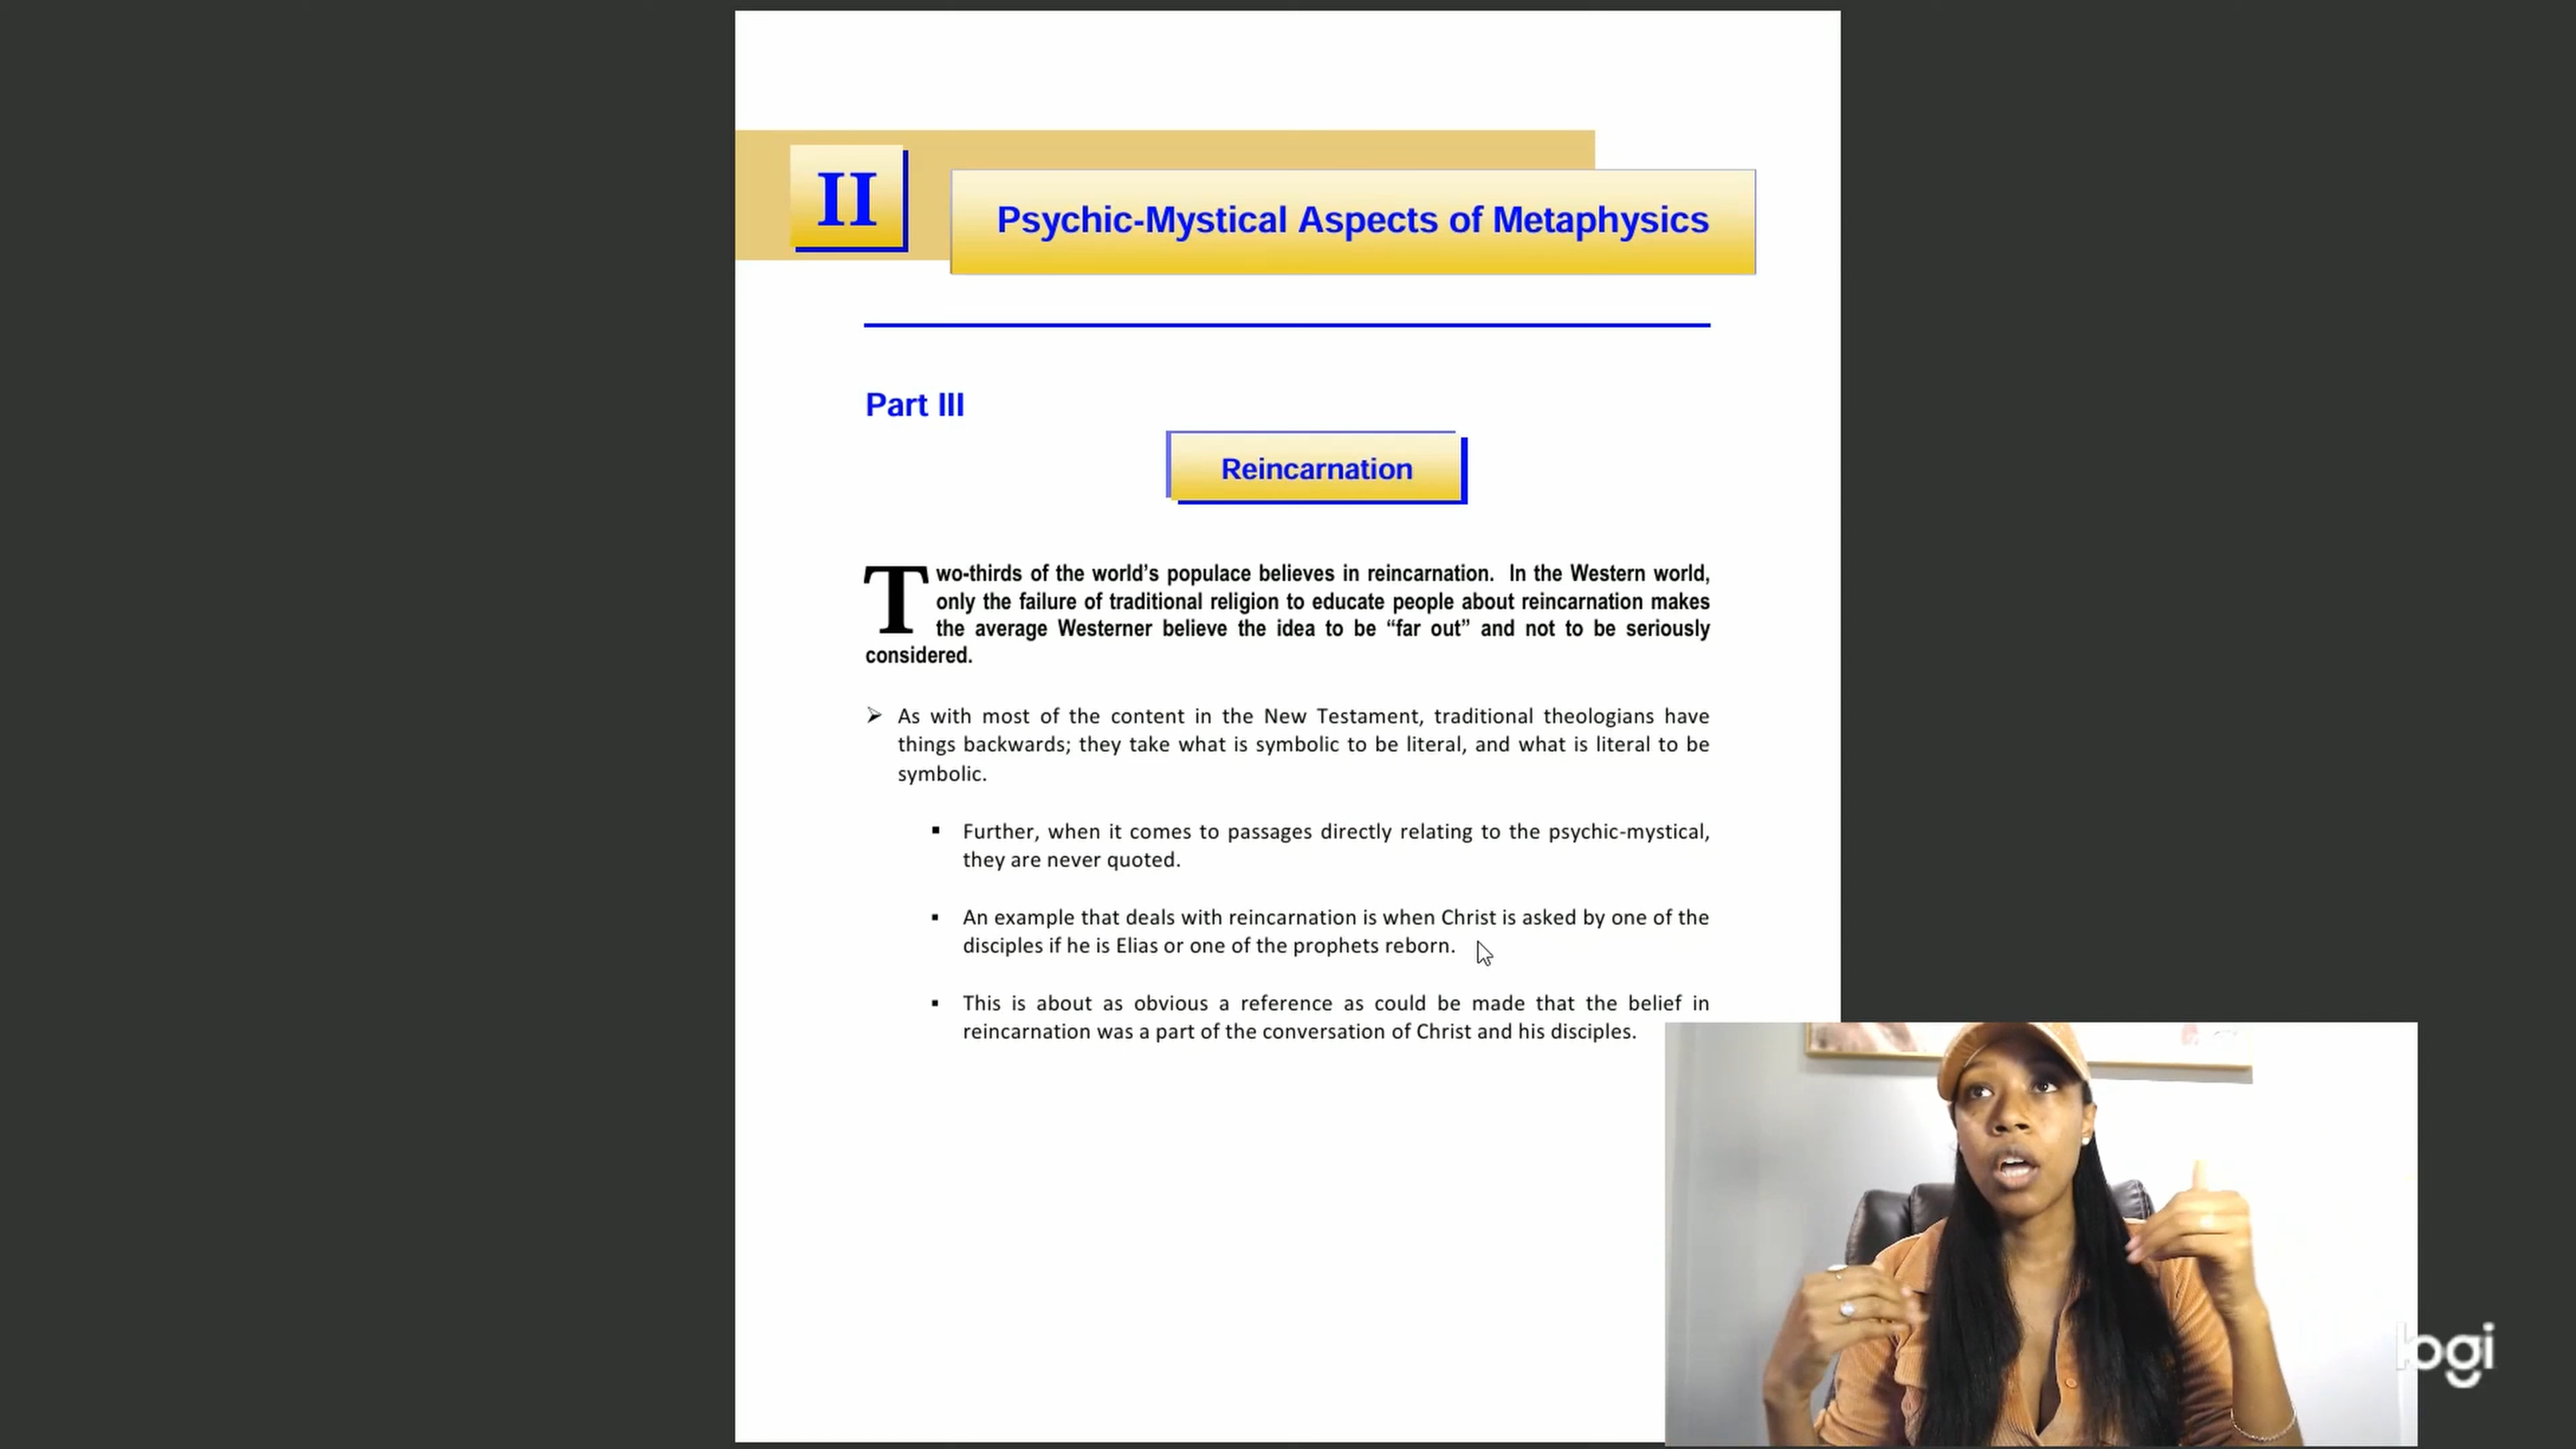 II
Psychic-Mystical Aspects of Metaphysics
Part III
Reincarnation
Two-thirds of the world’s populace believes in reincarnation. In the Western world,
only the failure of traditional religion to educate people about reincarnation makes
the average Westerner believe the idea to be “far out” and not to be seriously
considered.
➢ As with most of the content in the New Testament, traditional theologians have
things backwards; they take what is symbolic to be literal, and what is literal to be
symbolic.
▪ Further, when it comes to passages directly relating to the psychic-mystical,
they are never quoted.
▪ An example that deals with reincarnation is when Christ is asked by one of the
disciples if he is Elias or one of the prophets reborn.
▪ This is about as obvious a reference as could be made that the belief in
reincarnation was a part of the conversation of Christ and his disciples.
logi